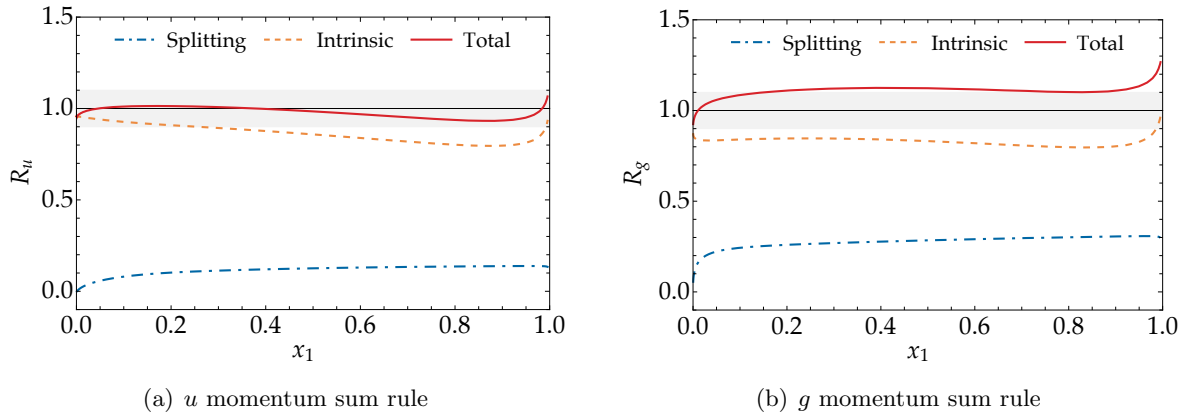 1.5
Splitting Intrinsic Total
1.0
R_u
0.5
0.0
0.0 0.2 0.4 0.6 0.8 1.0
x_1
(a) u momentum sum rule
1.5
Splitting Intrinsic Total
1.0
R_g
0.5
0.0
0.0 0.2 0.4 0.6 0.8 1.0
x_1
(b) g momentum sum rule